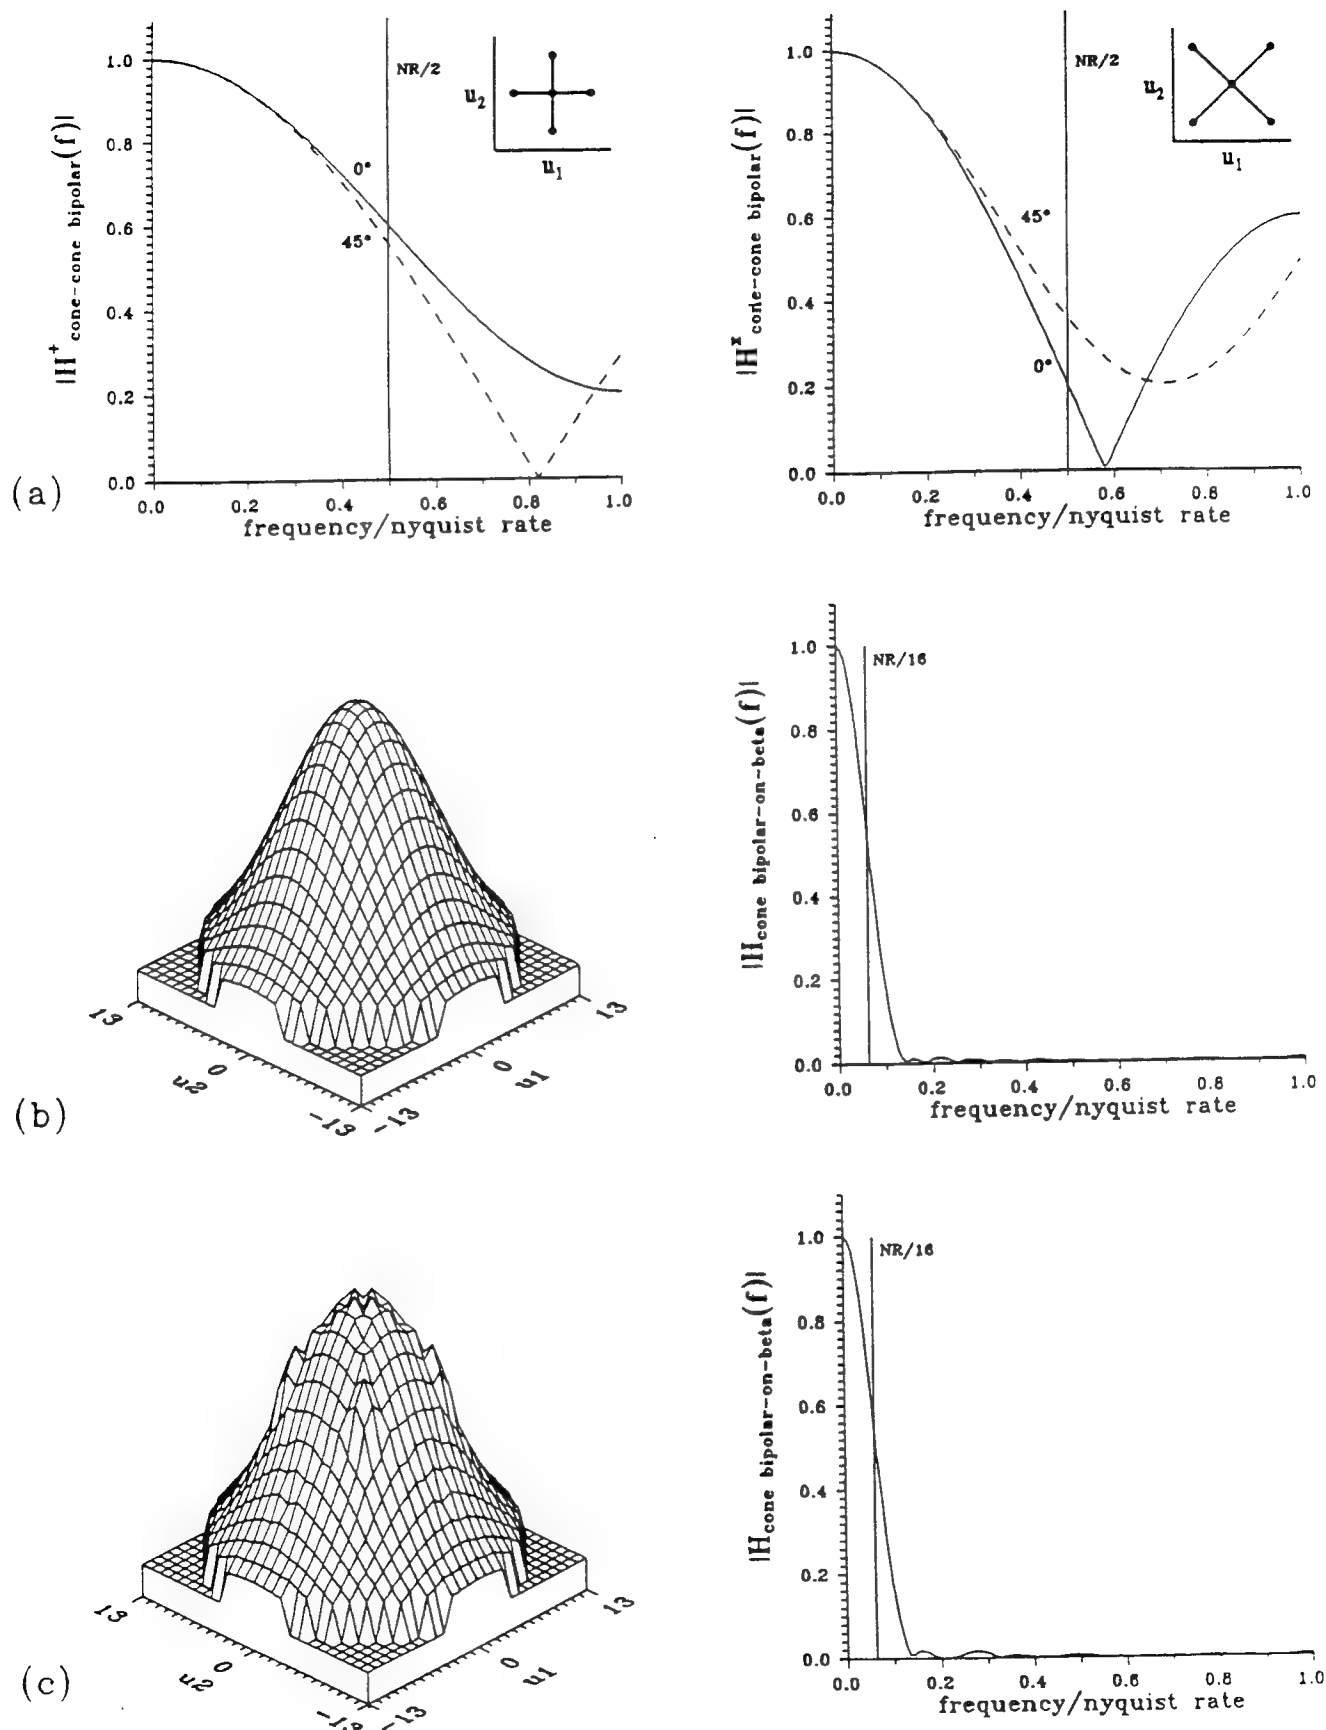 (a)
|H⁺cone-cone bipolar(f)|
1.0
0.8
0.6
0.4
0.2
0.0
0.0 0.2 0.4 0.6 0.8 1.0
frequency/nyquist rate
0°
45°
NR/2
u₂
u₁
|Hˣcone-cone bipolar(f)|
1.0
0.8
0.6
0.4
0.2
0.0
0.0 0.2 0.4 0.6 0.8 1.0
frequency/nyquist rate
45°
0°
NR/2
u₂
u₁
(b)
13
0
u2
-13
-13
0
u1
13
|Hcone bipolar-on-beta(f)|
1.0
0.8
0.6
0.4
0.2
0.0
0.0 0.2 0.4 0.6 0.8 1.0
frequency/nyquist rate
NR/16
(c)
13
0
u2
-13
-13
0
u1
13
|Hcone bipolar-on-beta(f)|
1.0
0.8
0.6
0.4
0.2
0.0
0.0 0.2 0.4 0.6 0.8 1.0
frequency/nyquist rate
NR/16